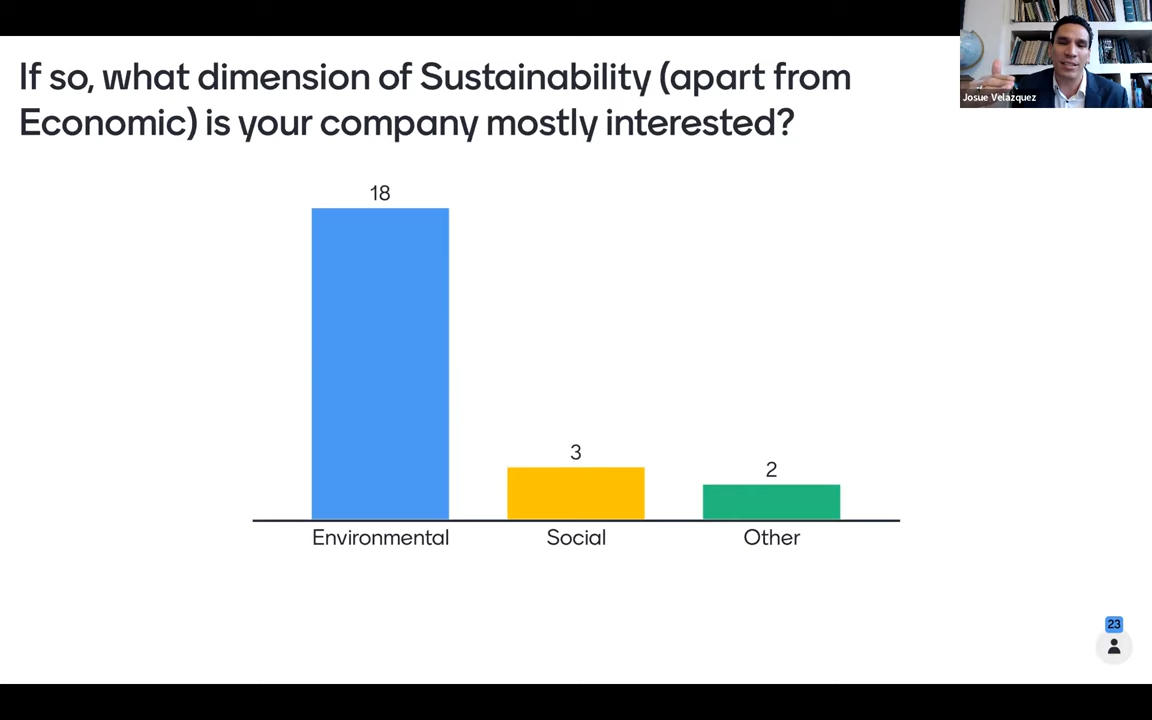 If so, what dimension of Sustainability (apart from
Economic) is your company mostly interested?
Josue Velazquez
18
3
2
Environmental
Social
Other
23